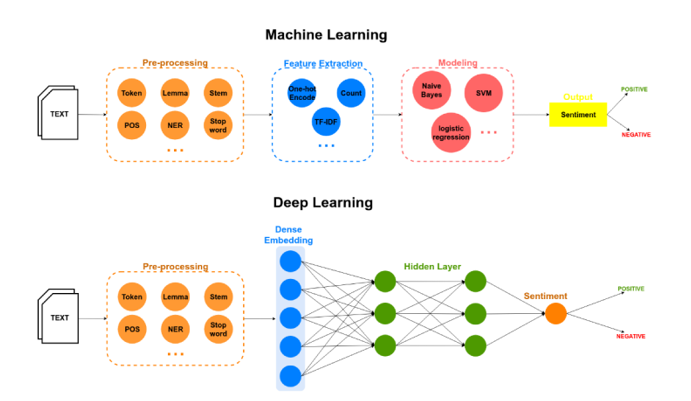 Machine Learning
Pre-processing
Feature Extraction
Modeling
Token
Lemma
Stem
POS
NER
Stop
word
...
One-hot
Encode
Count
TF-IDF
...
Naive
Bayes
SVM
logistic
regression
...
TEXT
Output
Sentiment
POSITIVE
NEGATIVE
Deep Learning
Dense
Embedding
Pre-processing
Hidden Layer
Token
Lemma
Stem
POS
NER
Stop
word
...
TEXT
Sentiment
POSITIVE
NEGATIVE